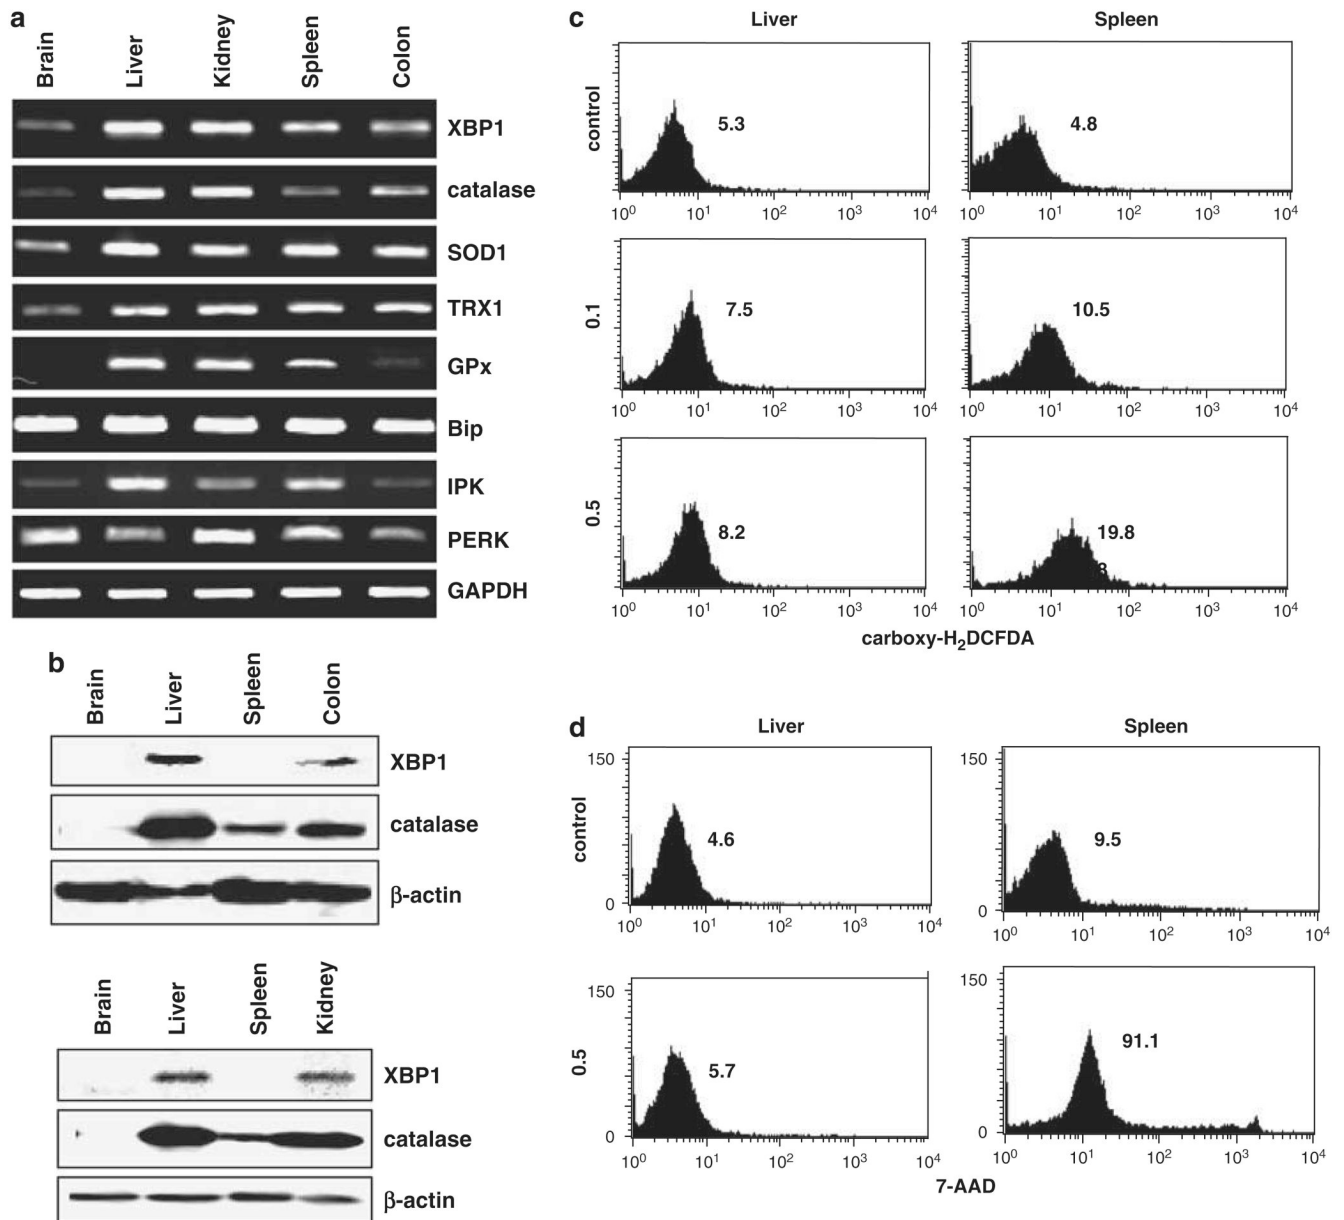 a
Brain Liver Kidney Spleen Colon
XBP1
catalase
SOD1
TRX1
GPx
Bip
IPK
PERK
GAPDH
b
Brain Liver Spleen Colon
XBP1
catalase
β-actin
Brain Liver Spleen Kidney
XBP1
catalase
β-actin
c
Liver Spleen
control
5.3 4.8
10⁰ 10¹ 10² 10³ 10⁴ 10⁰ 10¹ 10² 10³ 10⁴
0.1
7.5 10.5
10⁰ 10¹ 10² 10³ 10⁴ 10⁰ 10¹ 10² 10³ 10⁴
0.5
8.2 19.8
8
10⁰ 10¹ 10² 10³ 10⁴ 10⁰ 10¹ 10² 10³ 10⁴
carboxy-H₂DCFDA
d
Liver Spleen
150 150
control
4.6 9.5
0 0
10⁰ 10¹ 10² 10³ 10⁴ 10⁰ 10¹ 10² 10³ 10⁴
150 150
0.5
5.7 91.1
0 0
10⁰ 10¹ 10² 10³ 10⁴ 10⁰ 10¹ 10² 10³ 10⁴
7-AAD